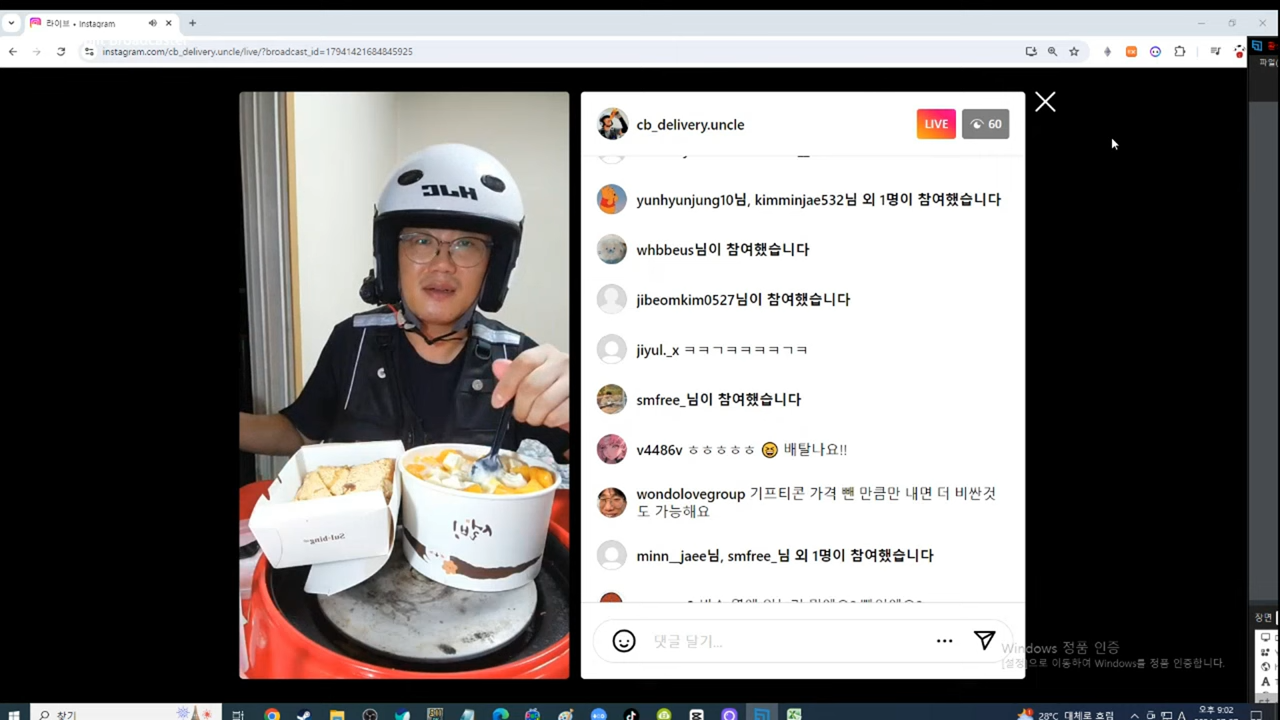 라이브 • Instagram
instagram.com/cb_delivery.uncle/live/?broadcast_id=17941421684845925
파일(
cb_delivery.uncle
LIVE
60
yunhyunjung10님, kimminjae532님 외 1명이 참여했습니다
whbbeus님이 참여했습니다
jibeomkim0527님이 참여했습니다
jiyul._x ㅋㅋㄱㅋㅋㅋㅋㄱㅋ
smfree_님이 참여했습니다
v4486v ㅎㅎㅎㅎㅎ 😆 배탈나요!!
wondolovegroup 기프티콘 가격 뺀 만큼만 내면 더 비싼것
도 가능해요
minn__jaee님, smfree_님 외 1명이 참여했습니다
댓글 달기...
Sul·bing
설빙
장면
Windows 정품 인증
[설정]으로 이동하여 Windows를 정품 인증합니다.
찾기
28°C 대체로 흐림
오후 9:02